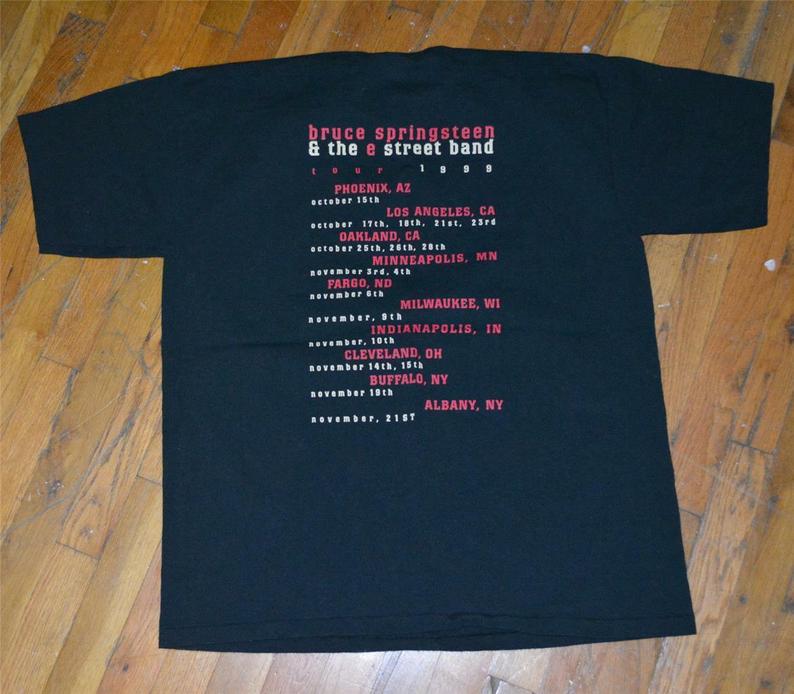 bruce springsteen
& the e street band
tour 1999
PHOENIX, AZ
october 15th
LOS ANGELES, CA
october 17th, 18th, 21st, 23rd
OAKLAND, CA
october 25th, 26th, 28th
MINNEAPOLIS, MN
november 3rd, 4th
FARGO, ND
november 6th
MILWAUKEE, WI
november, 9th
INDIANAPOLIS, IN
november, 10th
CLEVELAND, OH
november 14th, 15th
BUFFALO, NY
november 19th
ALBANY, NY
november, 21ST